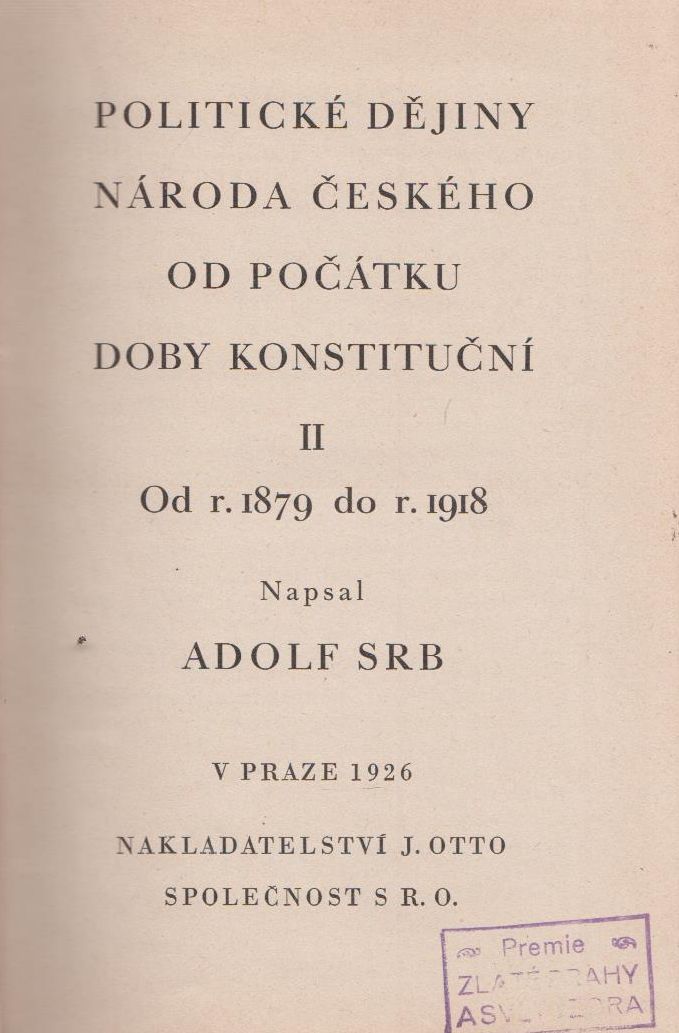 POLITICKÉ DĚJINY
NÁRODA ČESKÉHO
OD POČÁTKU
DOBY KONSTITUČNÍ
II
Od r. 1879 do r. 1918
Napsal
ADOLF SRB
V PRAZE 1926
NAKLADATELSTVÍ J. OTTO
SPOLEČNOST S R. O.
Premie